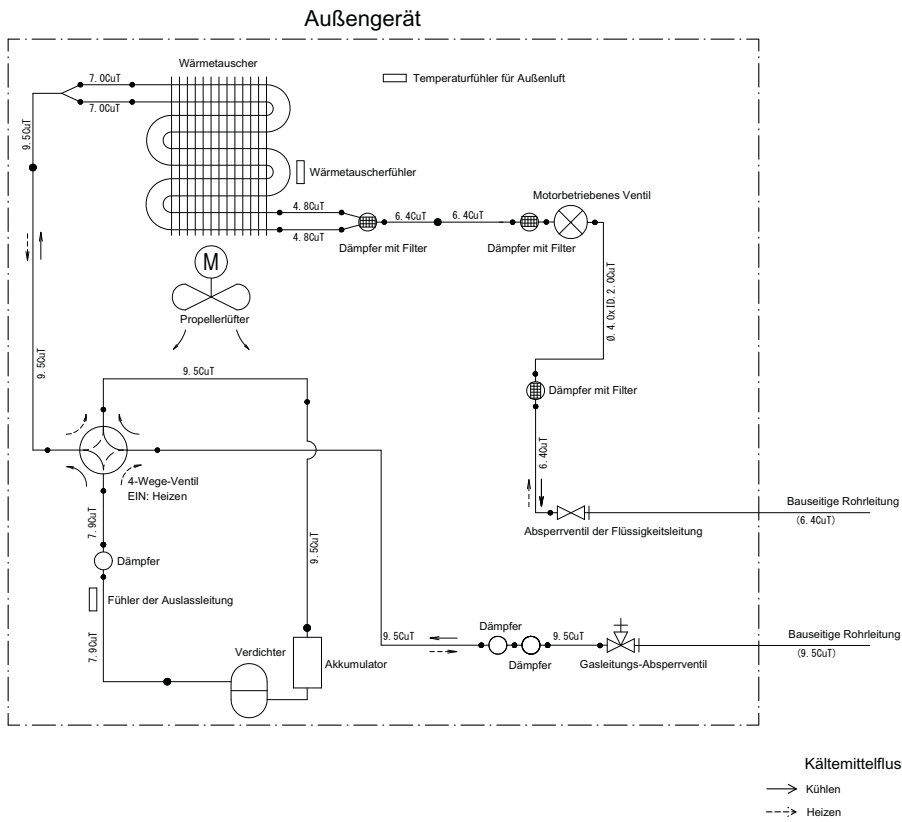 Außengerät
Wärmetauscher
Temperaturfühler für Außenluft
7.0CuT
7.0CuT
9.5CuT
Wärmetauscherfühler
Motorbetriebenes Ventil
4.8CuT
4.8CuT
6.4CuT
6.4CuT
Dämpfer mit Filter
Dämpfer mit Filter
M
Propellerlüfter
Ø.4.0xID.2.0CuT
9.5CuT
9.5CuT
Dämpfer mit Filter
6.4CuT
4-Wege-Ventil
EIN: Heizen
7.9CuT
Bauseitige Rohrleitung
(6.4CuT)
Absperrventil der Flüssigkeitsleitung
9.5CuT
Dämpfer
Fühler der Auslassleitung
7.9CuT
Verdichter
Akkumulator
9.5CuT
Dämpfer
Dämpfer
9.5CuT
Gasleitungs-Absperrventil
Bauseitige Rohrleitung
(9.5CuT)
Kältemittelflus
Kühlen
Heizen